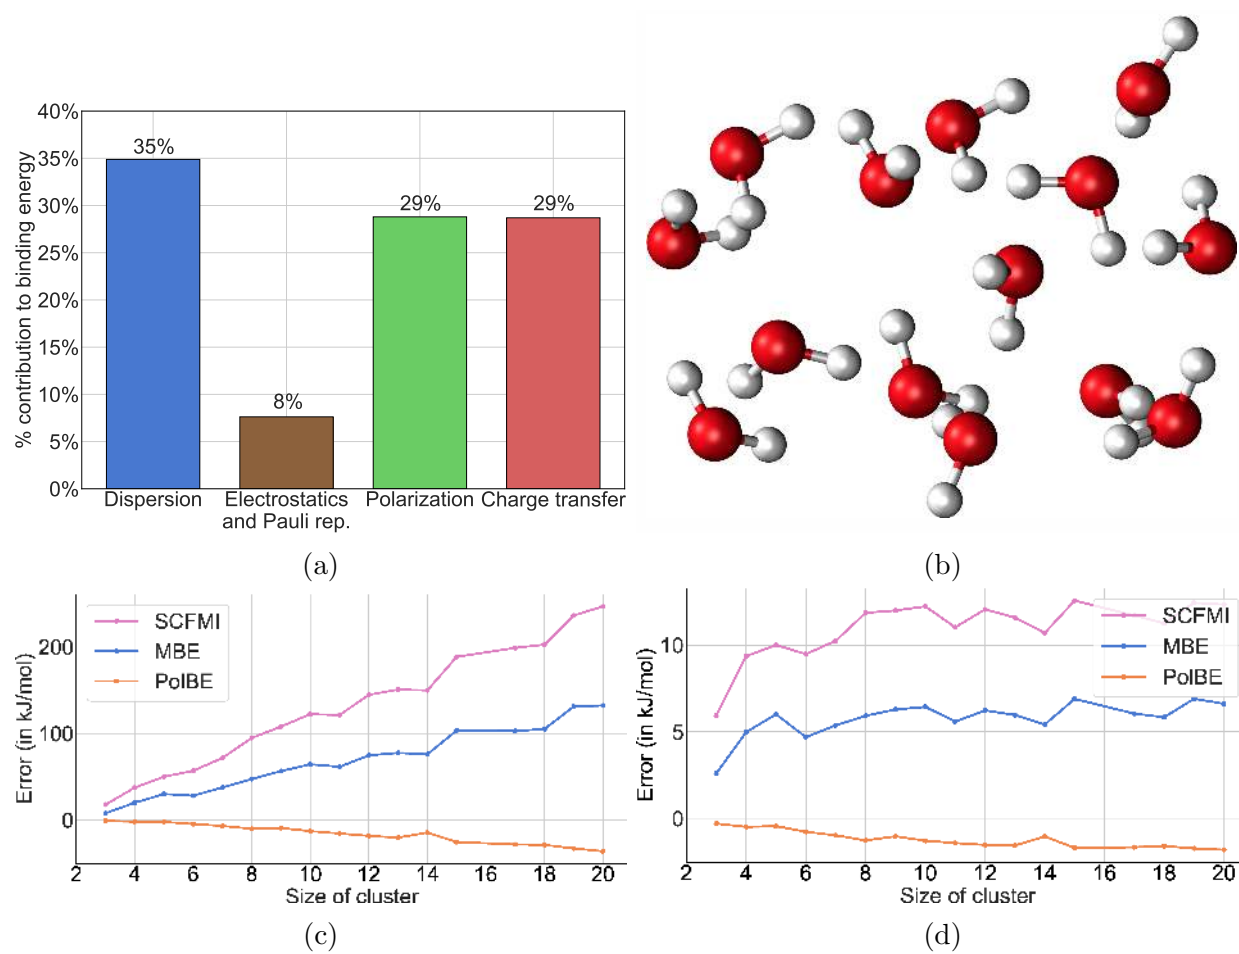 40%
35%
30%
25%
20%
15%
10%
5%
0%
% contribution to binding energy
35%
8%
29%
29%
Dispersion
Electrostatics
and Pauli rep.
Polarization
Charge transfer
(a)
(b)
SCFMI
MBE
PolBE
200
100
0
Error (in kJ/mol)
2 4 6 8 10 12 14 16 18 20
Size of cluster
(c)
SCFMI
MBE
PolBE
10
5
0
Error (in kJ/mol)
2 4 6 8 10 12 14 16 18 20
Size of cluster
(d)